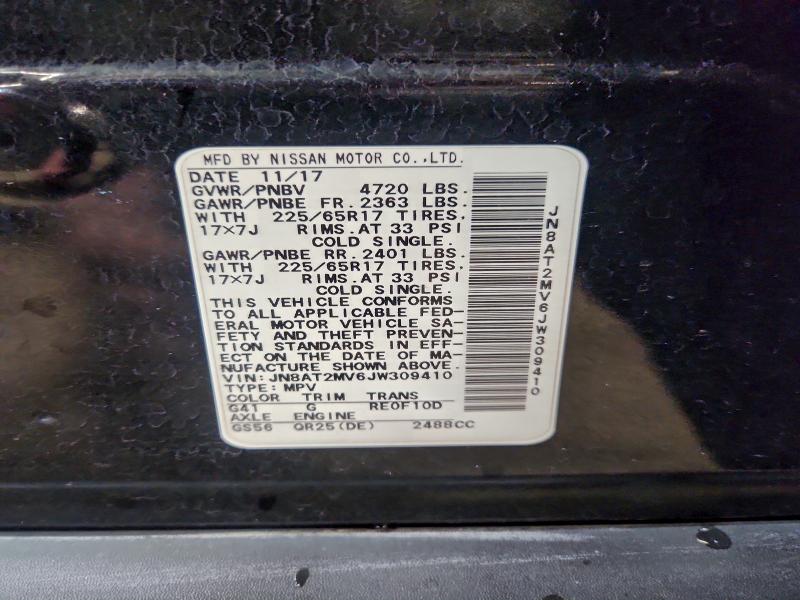 MFD BY NISSAN MOTOR CO.,LTD.
DATE 11/17
GVWR/PNBV 4720 LBS.
GAWR/PNBE FR. 2363 LBS.
WITH 225/65R17 TIRES,
17×7J RIMS.AT 33 PSI
COLD SINGLE.
GAWR/PNBE RR. 2401 LBS.
WITH 225/65R17 TIRES,
17×7J RIMS.AT 33 PSI
COLD SINGLE.
THIS VEHICLE CONFORMS
TO ALL APPLICABLE FED-
ERAL MOTOR VEHICLE SA-
FETY AND THEFT PREVEN-
TION STANDARDS IN EFF-
ECT ON THE DATE OF MA-
NUFACTURE SHOWN ABOVE.
VIN:JN8AT2MV6JW309410
TYPE:MPV
COLOR TRIM TRANS
G41 G RE0F10D
AXLE ENGINE
GS56 QR25(DE) 2488CC
JN8AT2MV6JW309410